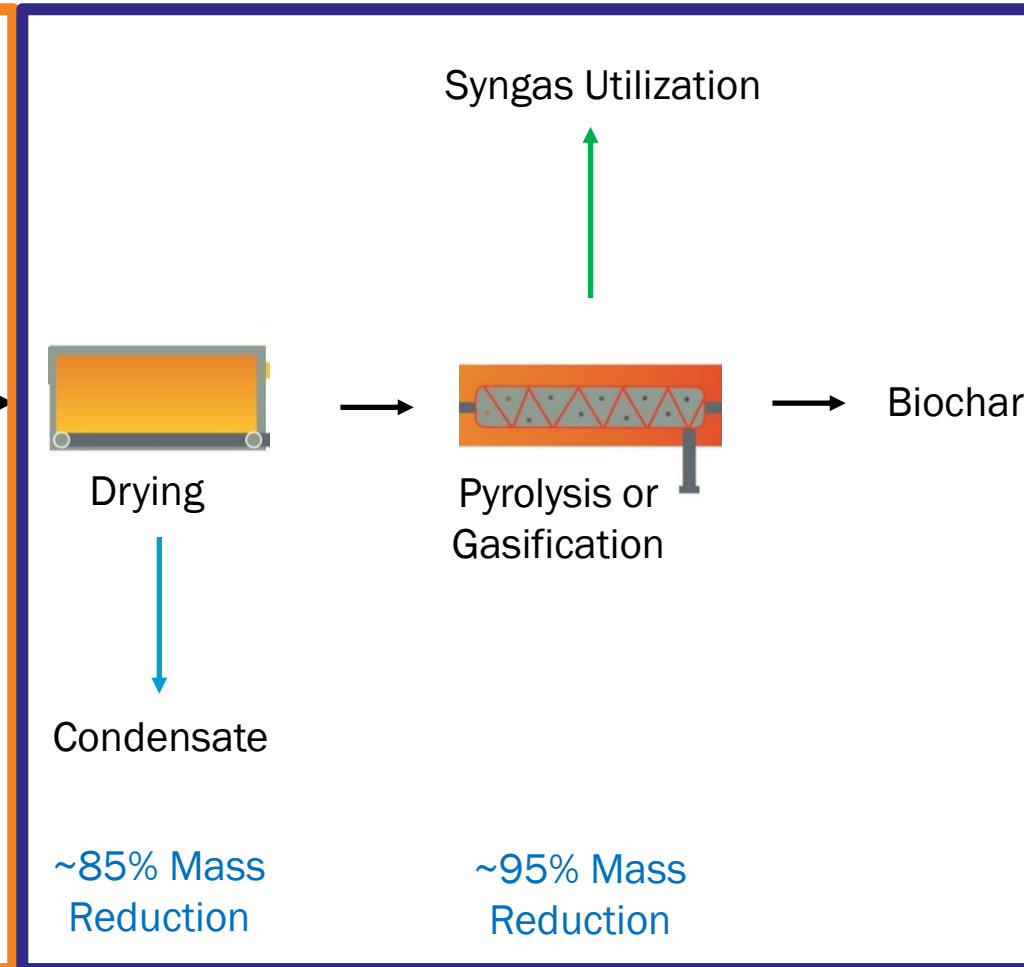 Syngas Utilization
Biochar
Drying
Pyrolysis or
Gasification
Condensate
~85% Mass
Reduction
~95% Mass
Reduction